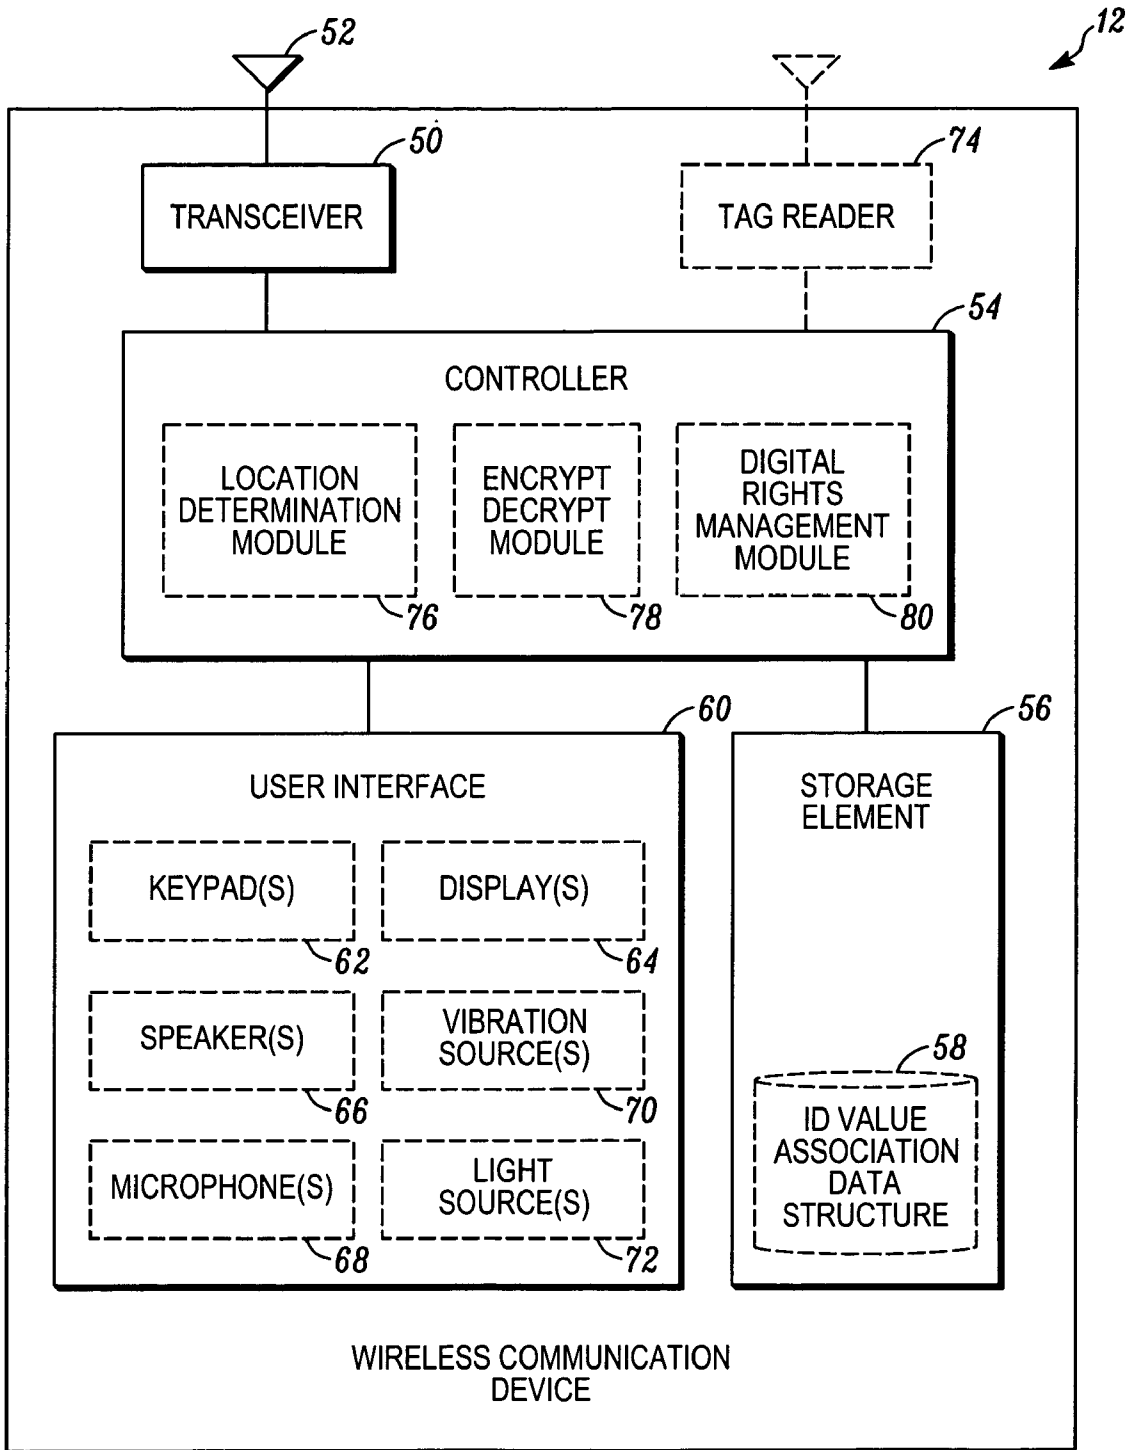 52
12
50
74
TRANSCEIVER
TAG READER
54
CONTROLLER
LOCATION
DETERMINATION
MODULE
76
ENCRYPT
DECRYPT
MODULE
78
DIGITAL
RIGHTS
MANAGEMENT
MODULE
80
60
USER INTERFACE
KEYPAD(S)
62
DISPLAY(S)
64
SPEAKER(S)
66
VIBRATION
SOURCE(S)
70
MICROPHONE(S)
68
LIGHT
SOURCE(S)
72
56
STORAGE
ELEMENT
58
ID VALUE
ASSOCIATION
DATA
STRUCTURE
WIRELESS COMMUNICATION
DEVICE